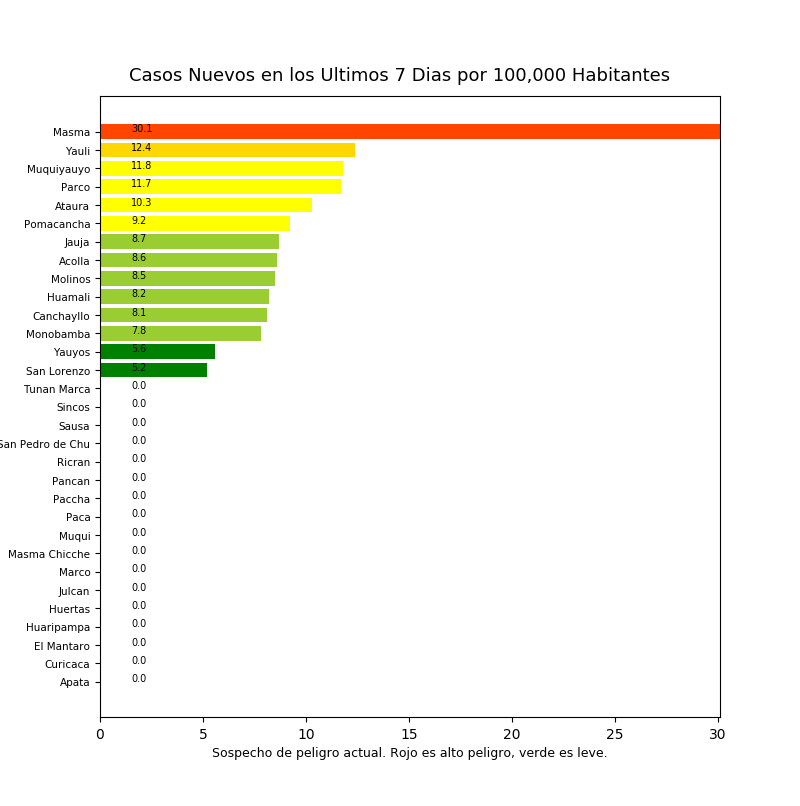 Casos Nuevos en los Ultimos 7 Dias por 100,000 Habitantes
Masma 30.1
Yauli 12.4
Muquiyauyo 11.8
Parco 11.7
Ataura 10.3
Pomacancha 9.2
Jauja 8.7
Acolla 8.6
Molinos 8.5
Huamali 8.2
Canchayllo 8.1
Monobamba 7.8
Yauyos 5.6
San Lorenzo 5.2
Tunan Marca 0.0
Sincos 0.0
Sausa 0.0
San Pedro de Chu 0.0
Ricran 0.0
Pancan 0.0
Paccha 0.0
Paca 0.0
Muqui 0.0
Masma Chicche 0.0
Marco 0.0
Julcan 0.0
Huertas 0.0
Huaripampa 0.0
El Mantaro 0.0
Curicaca 0.0
Apata 0.0
0 5 10 15 20 25 30
Sospecho de peligro actual. Rojo es alto peligro, verde es leve.